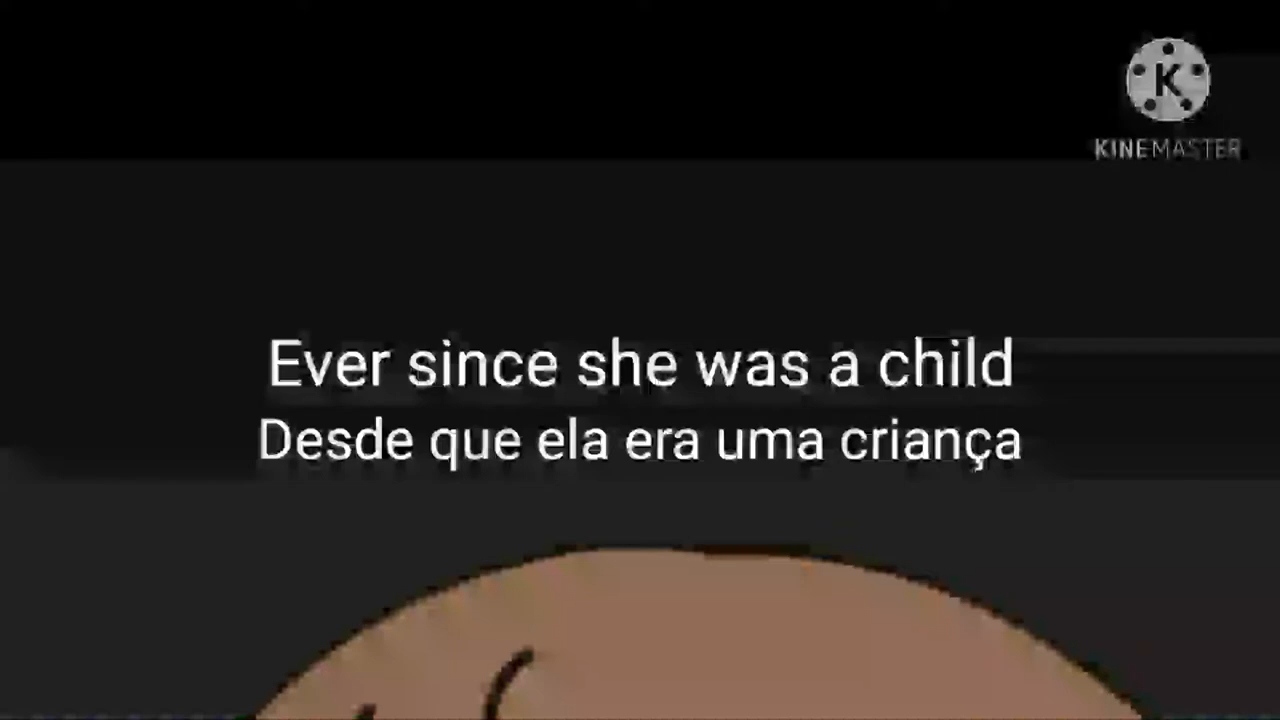 K
KINEMASTER
Ever since she was a child
Desde que ela era uma criança